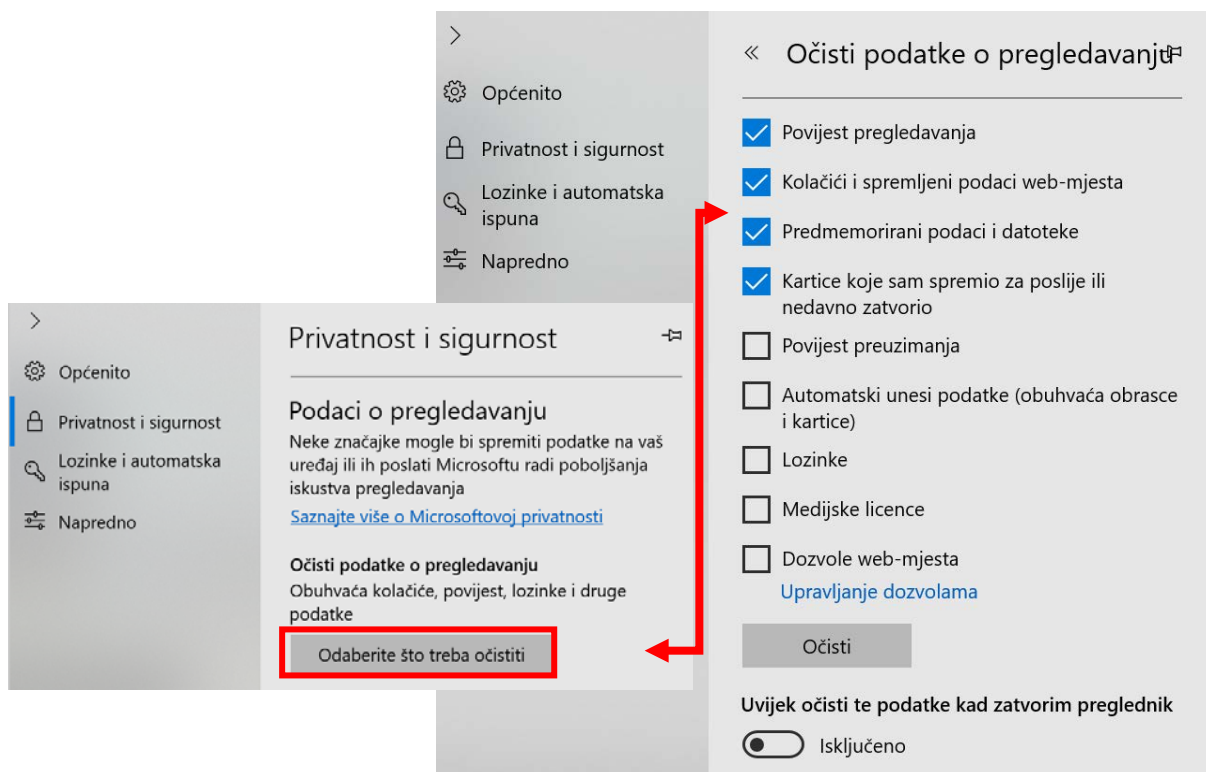 Općenito
Privatnost i sigurnost
Lozinke i automatska
ispuna
Napredno
Očisti podatke o pregledavanju
Povijest pregledavanja
Kolačići i spremljeni podaci web-mjesta
Predmemorirani podaci i datoteke
Kartice koje sam spremio za poslije ili
nedavno zatvorio
Povijest preuzimanja
Automatski unesi podatke (obuhvaća obrasce
i kartice)
Lozinke
Medijske licence
Dozvole web-mjesta
Upravljanje dozvolama
Očisti
Uvijek očisti te podatke kad zatvorim preglednik
Isključeno
Općenito
Privatnost i sigurnost
Lozinke i automatska
ispuna
Napredno
Privatnost i sigurnost
Podaci o pregledavanju
Neke značajke mogle bi spremiti podatke na vaš
uređaj ili ih poslati Microsoftu radi poboljšanja
iskustva pregledavanja
Saznajte više o Microsoftovoj privatnosti
Očisti podatke o pregledavanju
Obuhvaća kolačiće, povijest, lozinke i druge
podatke
Odaberite što treba očistiti